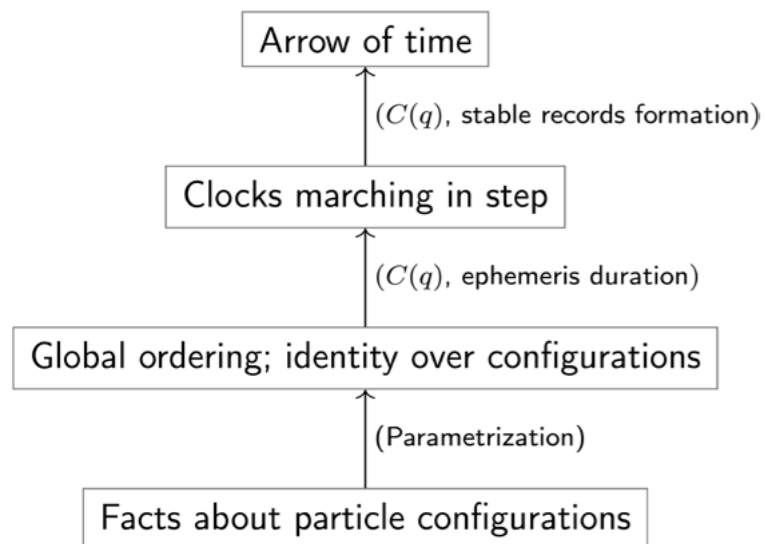 Arrow of time
(C(q), stable records formation)
Clocks marching in step
(C(q), ephemeris duration)
Global ordering; identity over configurations
(Parametrization)
Facts about particle configurations